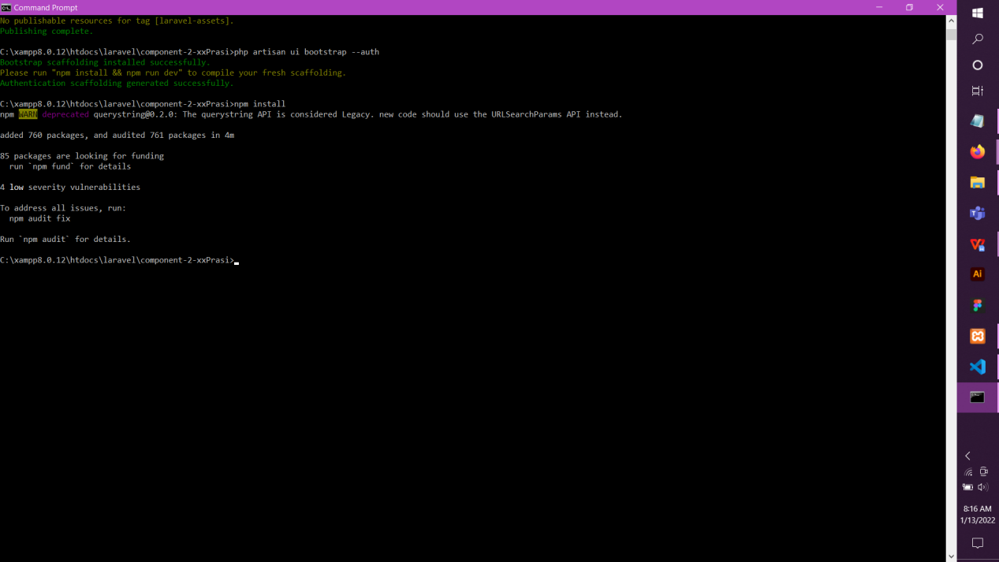 Command Prompt
No publishable resources for tag [laravel-assets].
Publishing complete.
C:\xampp8.0.12\htdocs\laravel\component-2-xxPrasi>php artisan ui bootstrap --auth
Bootstrap scaffolding installed successfully.
Please run "npm install && npm run dev" to compile your fresh scaffolding.
Authentication scaffolding generated successfully.
C:\xampp8.0.12\htdocs\laravel\component-2-xxPrasi>npm install
npm WARN deprecated querystring@0.2.0: The querystring API is considered Legacy. new code should use the URLSearchParams API instead.
added 760 packages, and audited 761 packages in 4m
85 packages are looking for funding
  run `npm fund` for details
4 low severity vulnerabilities
To address all issues, run:
  npm audit fix
Run `npm audit` for details.
C:\xampp8.0.12\htdocs\laravel\component-2-xxPrasi>
Ai
8:16 AM
1/13/2022